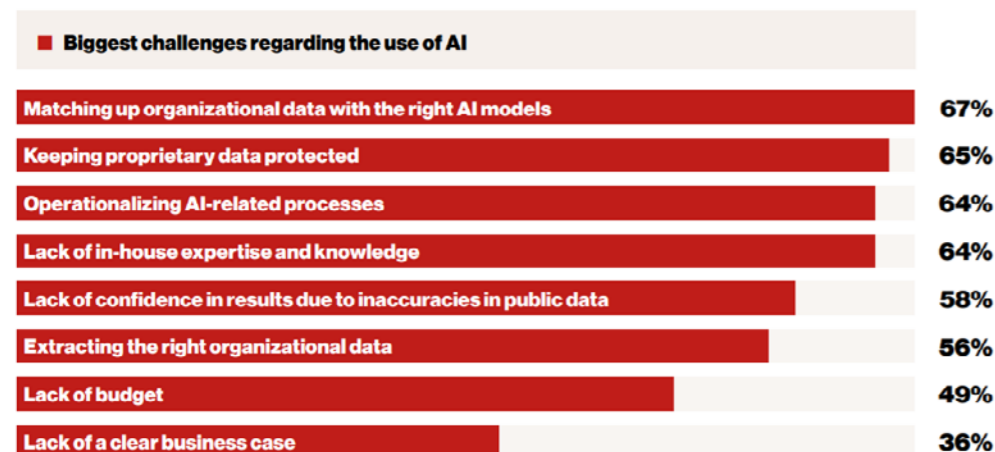 Biggest challenges regarding the use of AI
Matching up organizational data with the right AI models 67%
Keeping proprietary data protected 65%
Operationalizing AI-related processes 64%
Lack of in-house expertise and knowledge 64%
Lack of confidence in results due to inaccuracies in public data 58%
Extracting the right organizational data 56%
Lack of budget 49%
Lack of a clear business case 36%